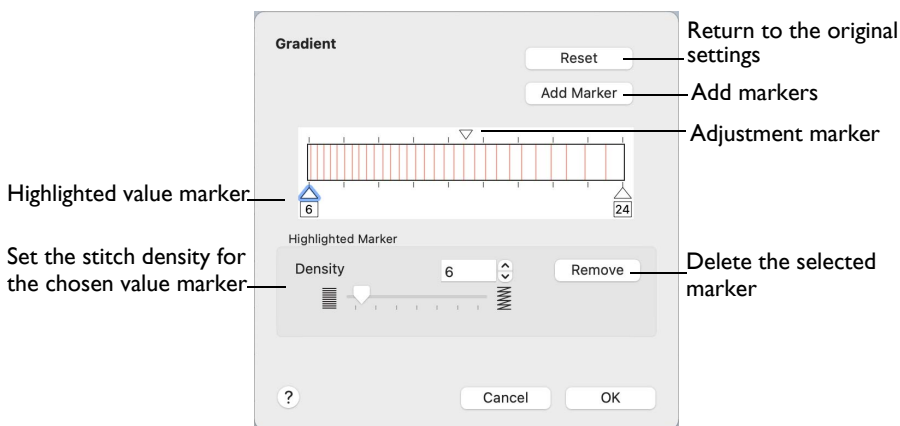 Gradient
Return to the original
settings
Reset
Add Marker
Add markers
Adjustment marker
Highlighted value marker
6
24
Highlighted Marker
Set the stitch density for
the chosen value marker
Density
6
Remove
Delete the selected
marker
?
Cancel
OK